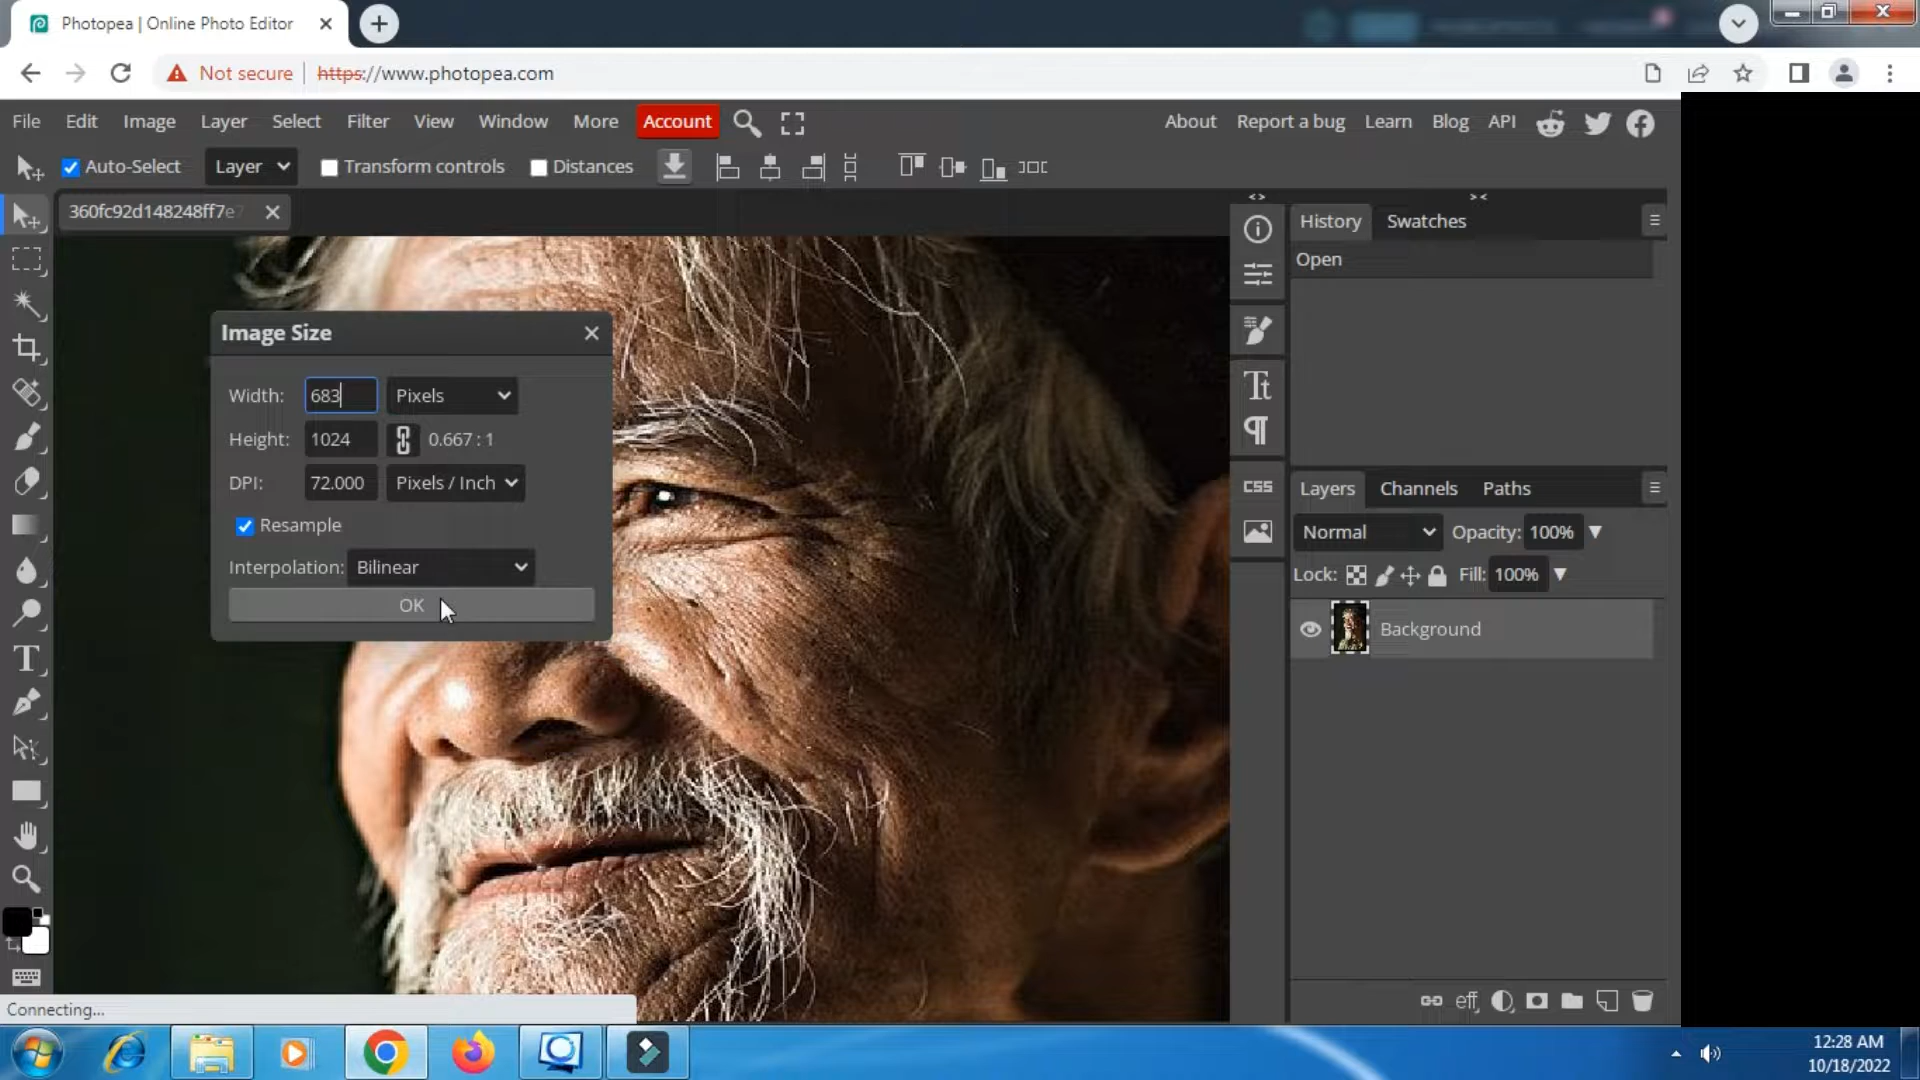 Photopea | Online Photo Editor
Not secure
https://www.photopea.com
File Edit Image Layer Select Filter View Window More Account
About Report a bug Learn Blog API
Auto-Select Layer Transform controls Distances
360fc92d148248ff7e7
History Swatches
Open
Image Size
Width: 683 Pixels
Height: 1024 0.667 : 1
DPI: 72.000 Pixels / Inch
Resample
Interpolation: Bilinear
OK
CSS
Layers Channels Paths
Normal Opacity: 100%
Lock: Fill: 100%
Background
eff
Connecting...
12:28 AM
10/18/2022